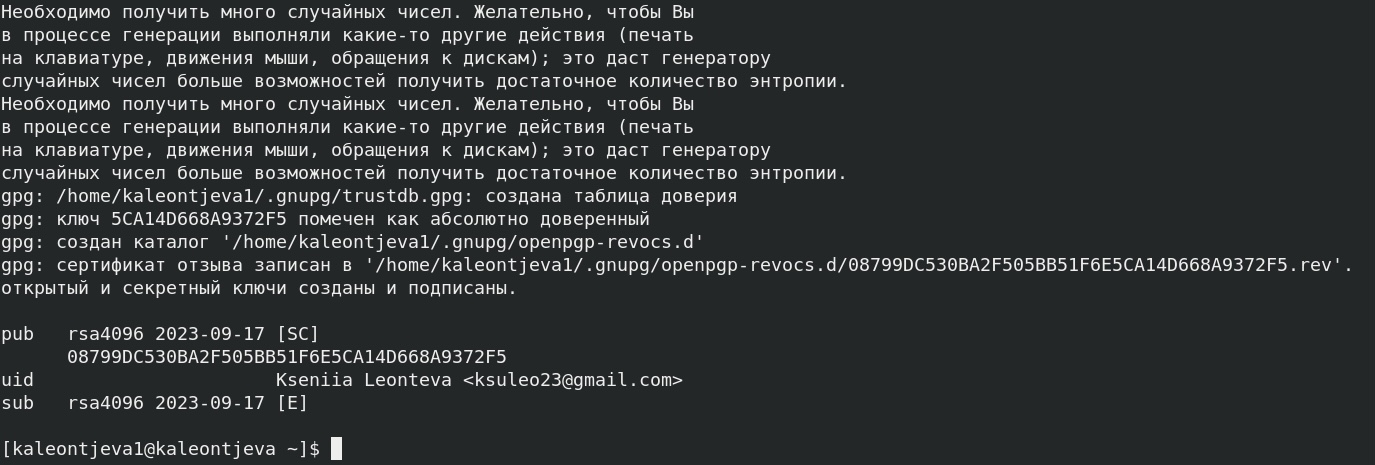 Необходимо получить много случайных чисел. Желательно, чтобы Вы
в процессе генерации выполняли какие-то другие действия (печать
на клавиатуре, движения мыши, обращения к дискам); это даст генератору
случайных чисел больше возможностей получить достаточное количество энтропии.
Необходимо получить много случайных чисел. Желательно, чтобы Вы
в процессе генерации выполняли какие-то другие действия (печать
на клавиатуре, движения мыши, обращения к дискам); это даст генератору
случайных чисел больше возможностей получить достаточное количество энтропии.
gpg: /home/kaleontjeva1/.gnupg/trustdb.gpg: создана таблица доверия
gpg: ключ 5CA14D668A9372F5 помечен как абсолютно доверенный
gpg: создан каталог '/home/kaleontjeva1/.gnupg/openpgp-revocs.d'
gpg: сертификат отзыва записан в '/home/kaleontjeva1/.gnupg/openpgp-revocs.d/08799DC530BA2F505BB51F6E5CA14D668A9372F5.rev'.
открытый и секретный ключи созданы и подписаны.
pub   rsa4096 2023-09-17 [SC]
      08799DC530BA2F505BB51F6E5CA14D668A9372F5
uid                      Kseniia Leonteva <ksuleo23@gmail.com>
sub   rsa4096 2023-09-17 [E]
[kaleontjeva1@kaleontjeva ~]$